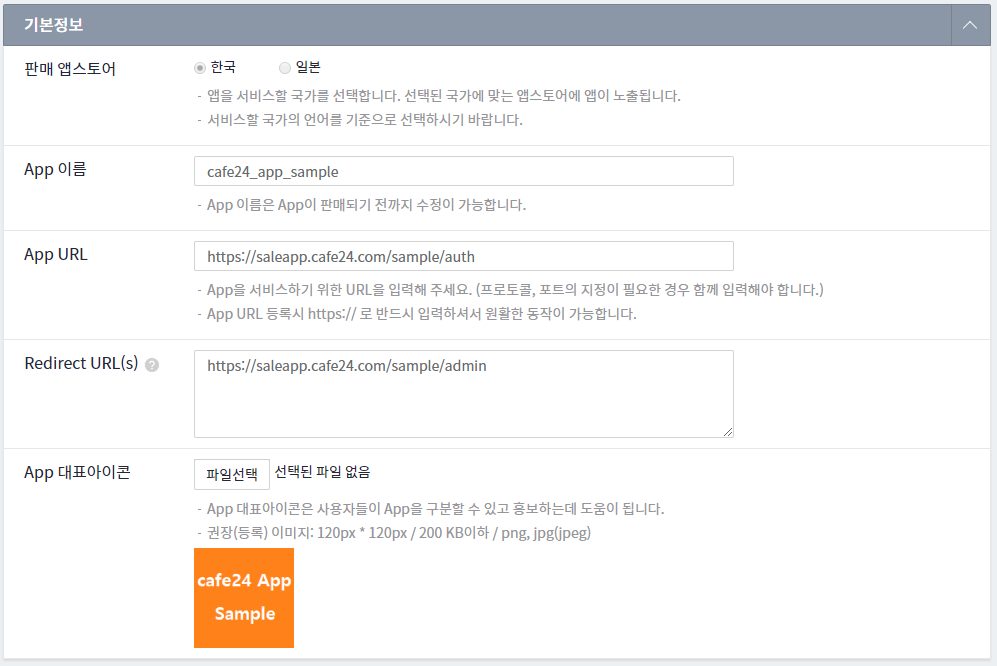 기본정보
판매 앱스토어
한국
일본
- 앱을 서비스할 국가를 선택합니다. 선택된 국가에 맞는 앱스토어에 앱이 노출됩니다.
- 서비스할 국가의 언어를 기준으로 선택하시기 바랍니다.
App 이름
cafe24_app_sample
- App 이름은 App이 판매되기 전까지 수정이 가능합니다.
App URL
https://saleapp.cafe24.com/sample/auth
- App을 서비스하기 위한 URL을 입력해 주세요. (프로토콜, 포트의 지정이 필요한 경우 함께 입력해야 합니다.)
- App URL 등록시 https:// 로 반드시 입력하셔서 원활한 동작이 가능합니다.
Redirect URL(s) ?
https://saleapp.cafe24.com/sample/admin
App 대표아이콘
파일선택 선택된 파일 없음
- App 대표아이콘은 사용자들이 App을 구분할 수 있고 홍보하는데 도움이 됩니다.
- 권장(등록) 이미지: 120px * 120px / 200 KB이하 / png, jpg(jpeg)
cafe24 App
Sample